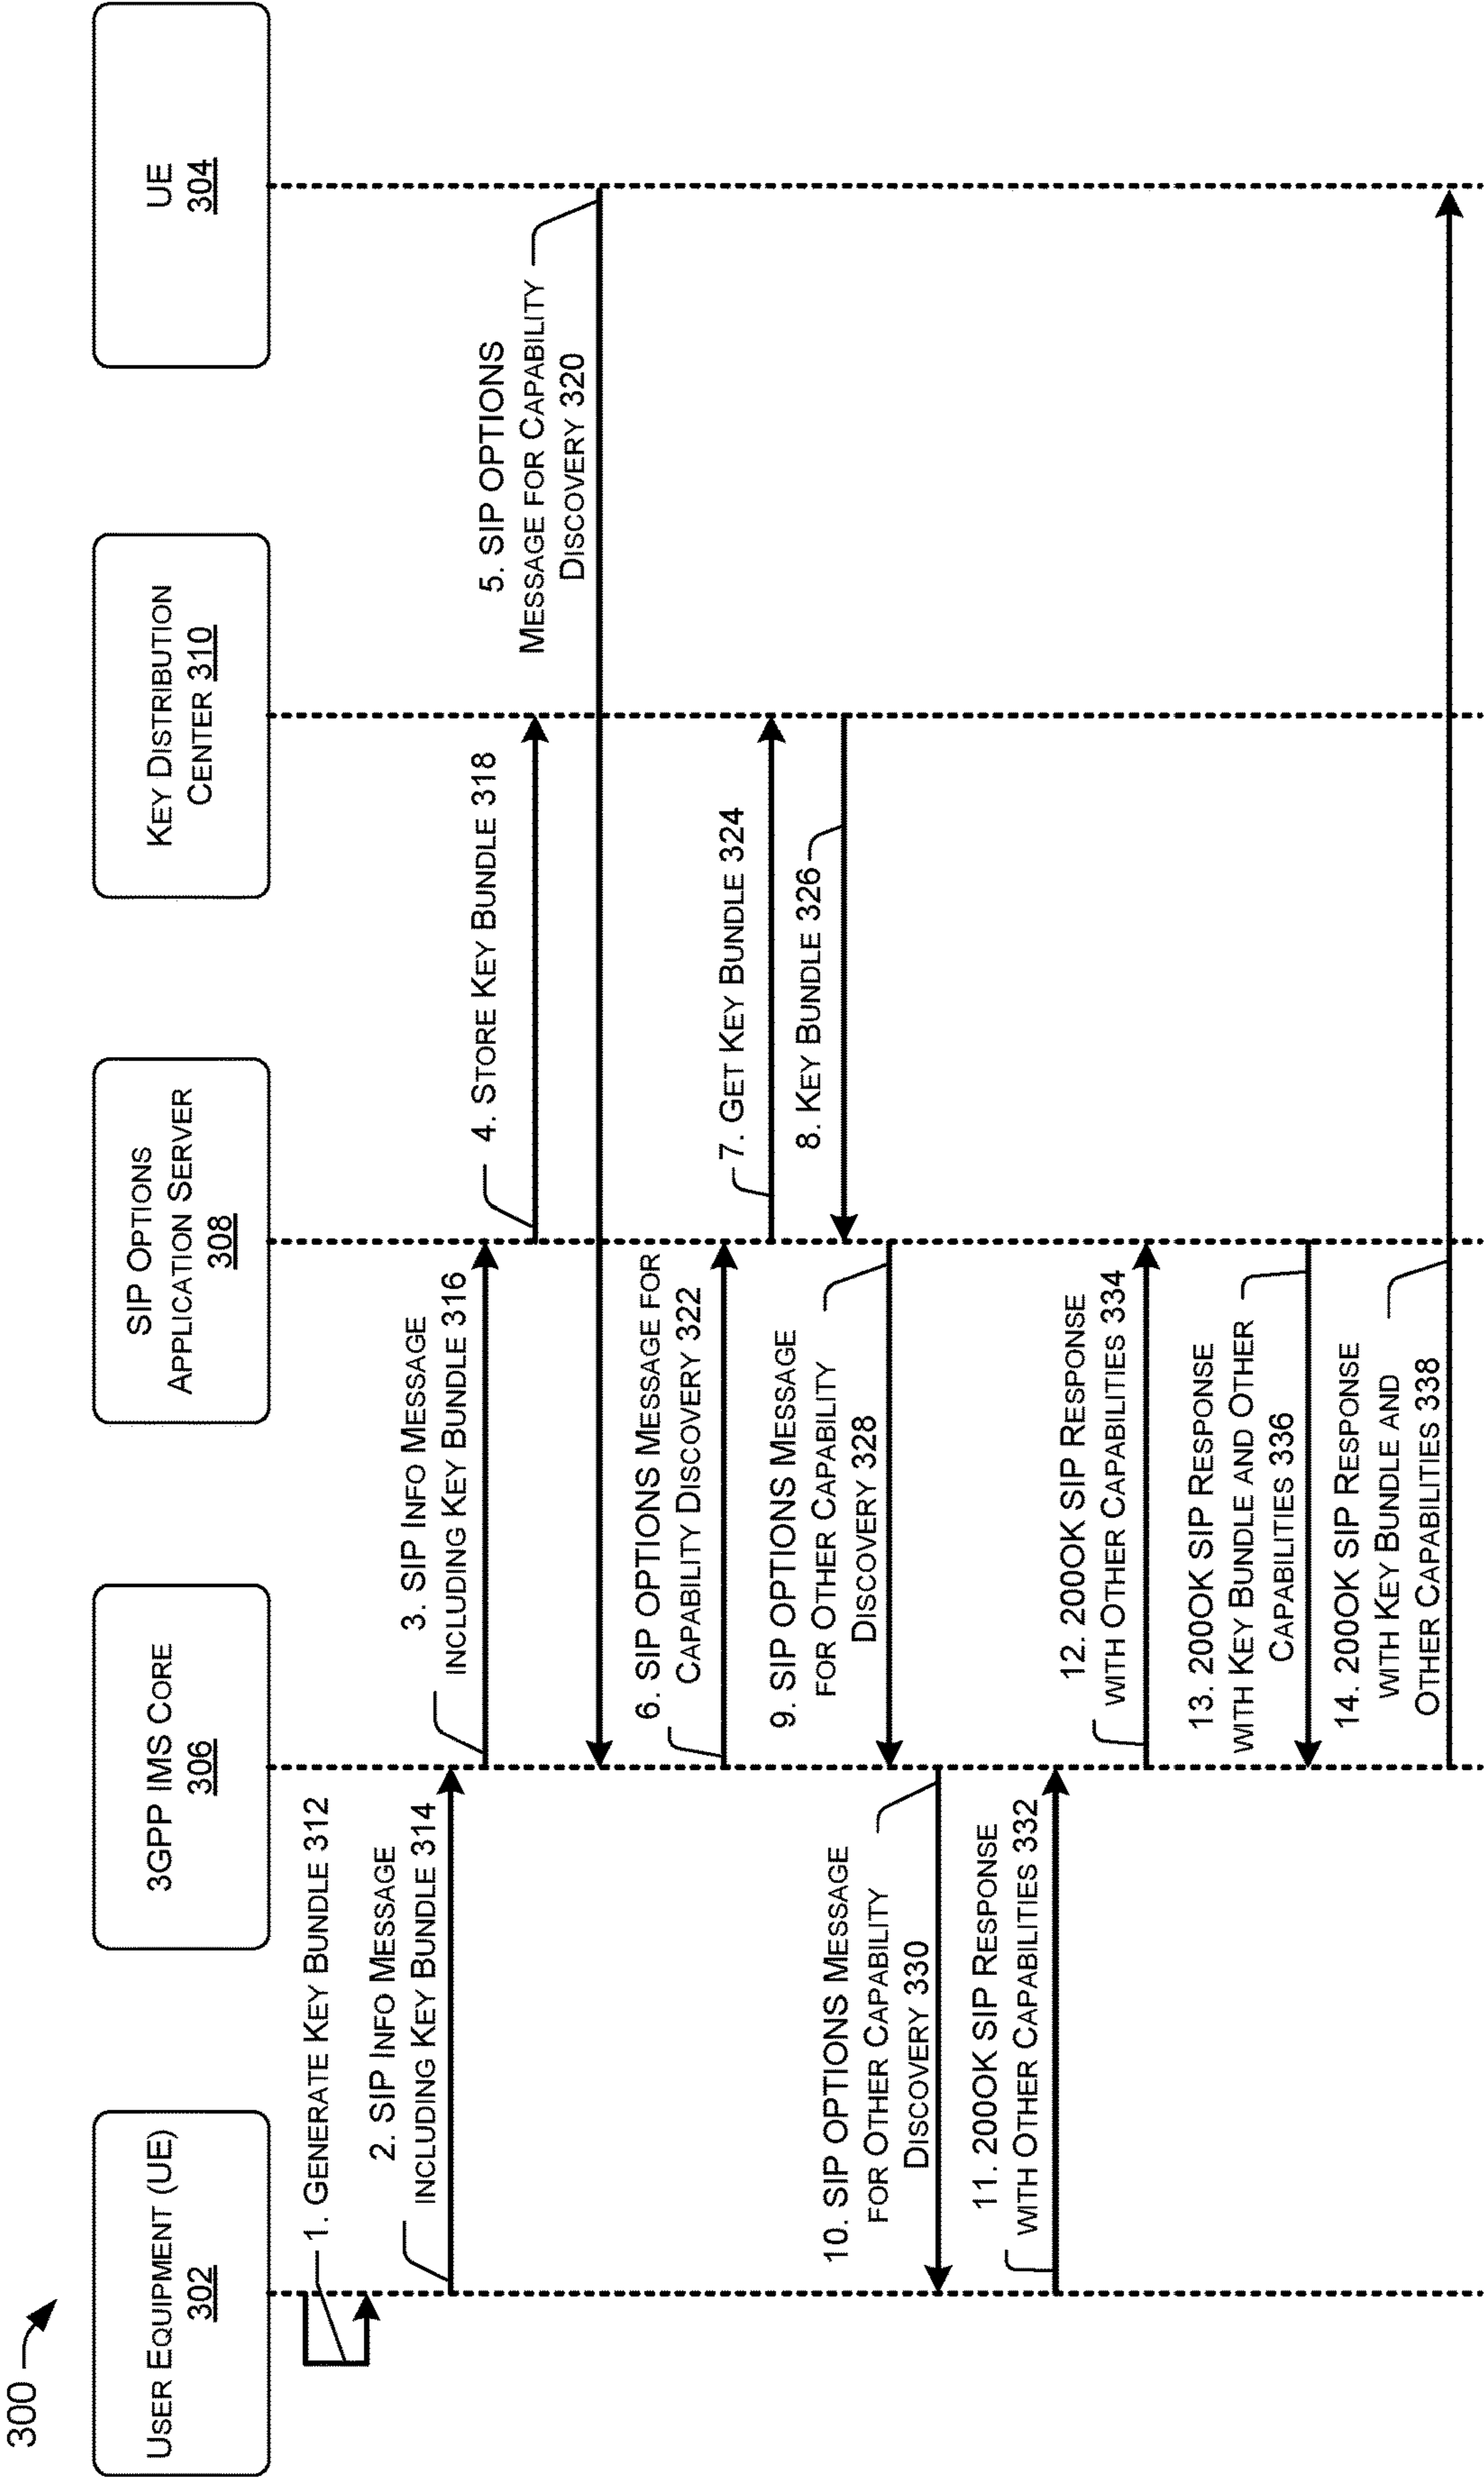 300
USER EQUIPMENT (UE)
302
3GPP IMS CORE
306
SIP OPTIONS
APPLICATION SERVER
308
KEY DISTRIBUTION
CENTER 310
UE
304
1. GENERATE KEY BUNDLE 312
2. SIP INFO MESSAGE
INCLUDING KEY BUNDLE 314
3. SIP INFO MESSAGE
INCLUDING KEY BUNDLE 316
4. STORE KEY BUNDLE 318
5. SIP OPTIONS
MESSAGE FOR CAPABILITY
DISCOVERY 320
6. SIP OPTIONS MESSAGE FOR
CAPABILITY DISCOVERY 322
7. GET KEY BUNDLE 324
8. KEY BUNDLE 326
9. SIP OPTIONS MESSAGE
FOR OTHER CAPABILITY
DISCOVERY 328
10. SIP OPTIONS MESSAGE
FOR OTHER CAPABILITY
DISCOVERY 330
11. 200OK SIP RESPONSE
WITH OTHER CAPABILITIES 332
12. 200OK SIP RESPONSE
WITH OTHER CAPABILITIES 334
13. 200OK SIP RESPONSE
WITH KEY BUNDLE AND OTHER
CAPABILITIES 336
14. 200OK SIP RESPONSE
WITH KEY BUNDLE AND
OTHER CAPABILITIES 338